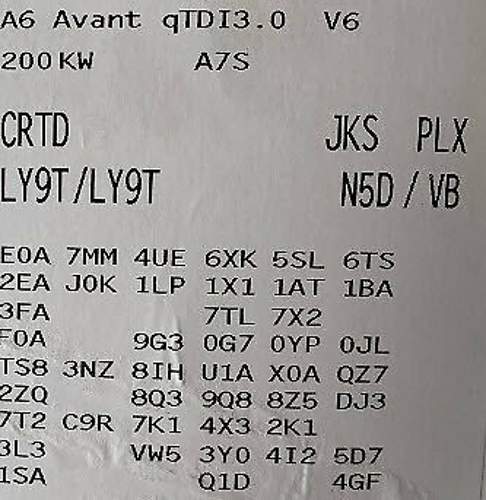 A6 Avant qTDI3.0 V6
200 KW A7S
CRTD JKS PLX
LY9T/LY9T N5D / VB
E0A 7MM 4UE 6XK 5SL 6TS
2EA J0K 1LP 1X1 1AT 1BA
3FA 7TL 7X2
F0A 9G3 0G7 0YP 0JL
TS8 3NZ 8IH U1A X0A QZ7
2ZQ 8Q3 9Q8 8Z5 DJ3
7T2 C9R 7K1 4X3 2K1
3L3 VW5 3Y0 4I2 5D7
1SA Q1D 4GF